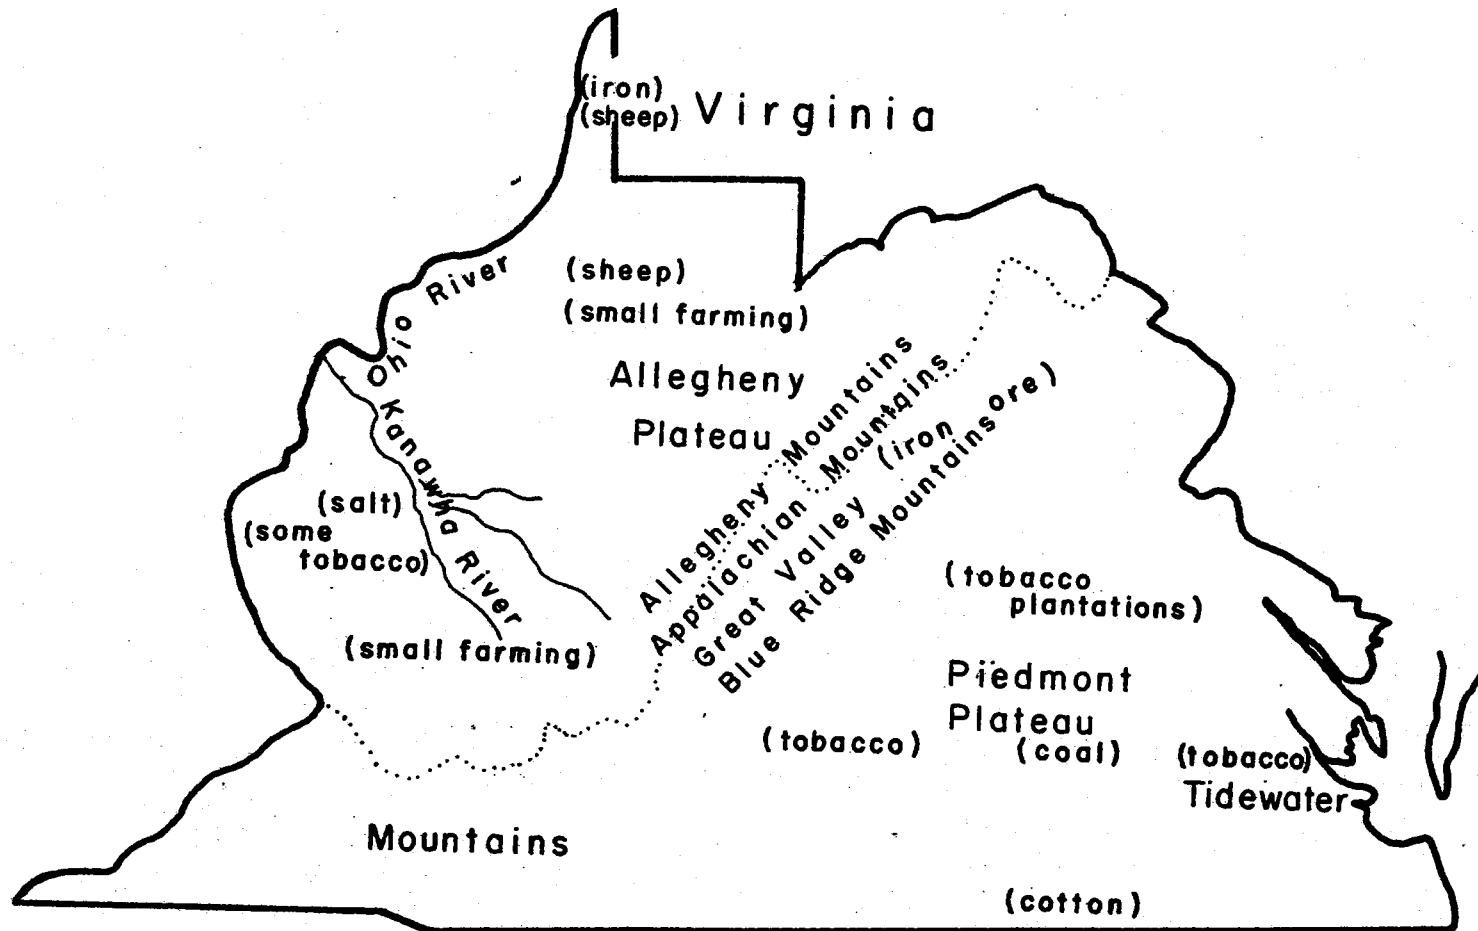 (iron)
(sheep)
Virginia
Ohio River
(sheep)
(small farming)
Allegheny
Plateau
Kanawha River
(salt)
(some
tobacco)
(small farming)
Allegheny Mountains
Appalachian Mountains
Great Valley (iron ore)
Blue Ridge Mountains
(tobacco
plantations)
Piedmont
Plateau
(tobacco)
(coal)
(tobacco)
Tidewater
Mountains
(cotton)